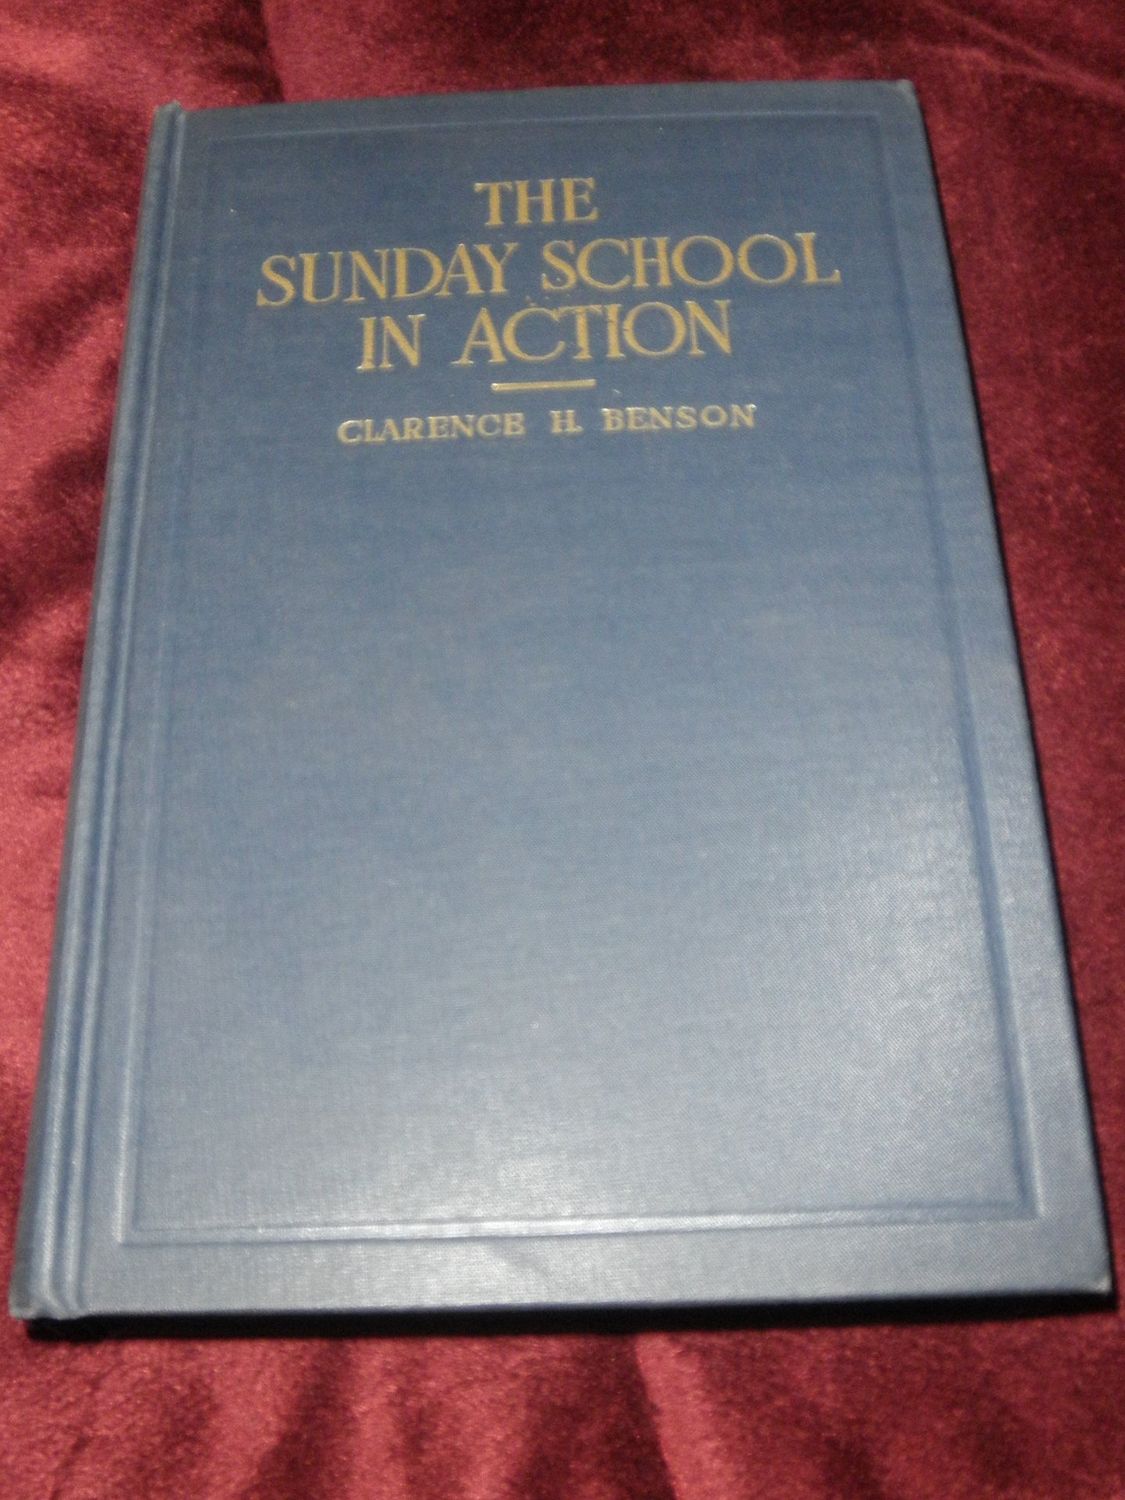 THE
SUNDAY SCHOOL
IN ACTION
CLARENCE H. BENSON